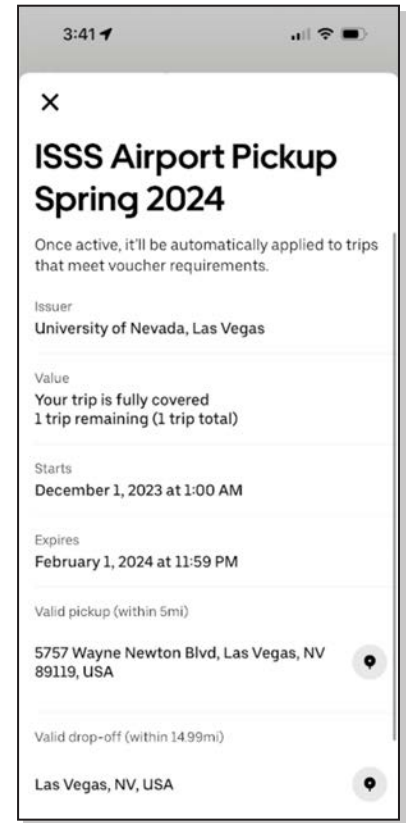 3:41
ISSS Airport Pickup
Spring 2024
Once active, it'll be automatically applied to trips
that meet voucher requirements.
Issuer
University of Nevada, Las Vegas
Value
Your trip is fully covered
1 trip remaining (1 trip total)
Starts
December 1, 2023 at 1:00 AM
Expires
February 1, 2024 at 11:59 PM
Valid pickup (within 5mi)
5757 Wayne Newton Blvd, Las Vegas, NV
89119, USA
Valid drop-off (within 14.99mi)
Las Vegas, NV, USA